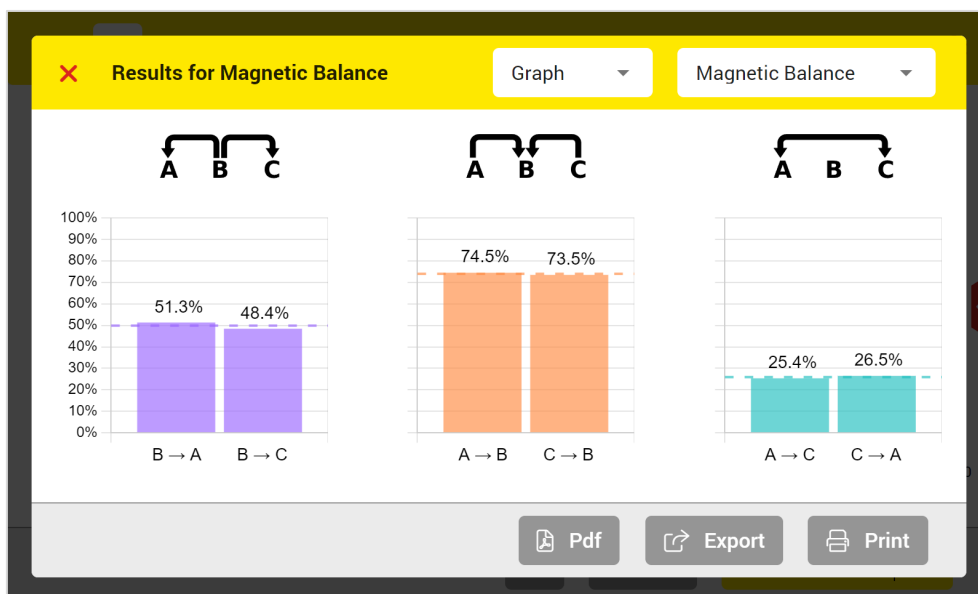 Results for Magnetic Balance
Graph
Magnetic Balance
A B C
A B C
A B C
100%
90%
80%
70%
60%
50%
40%
30%
20%
10%
0%
51.3%
48.4%
B → A
B → C
74.5%
73.5%
A → B
C → B
25.4%
26.5%
A → C
C → A
Pdf
Export
Print